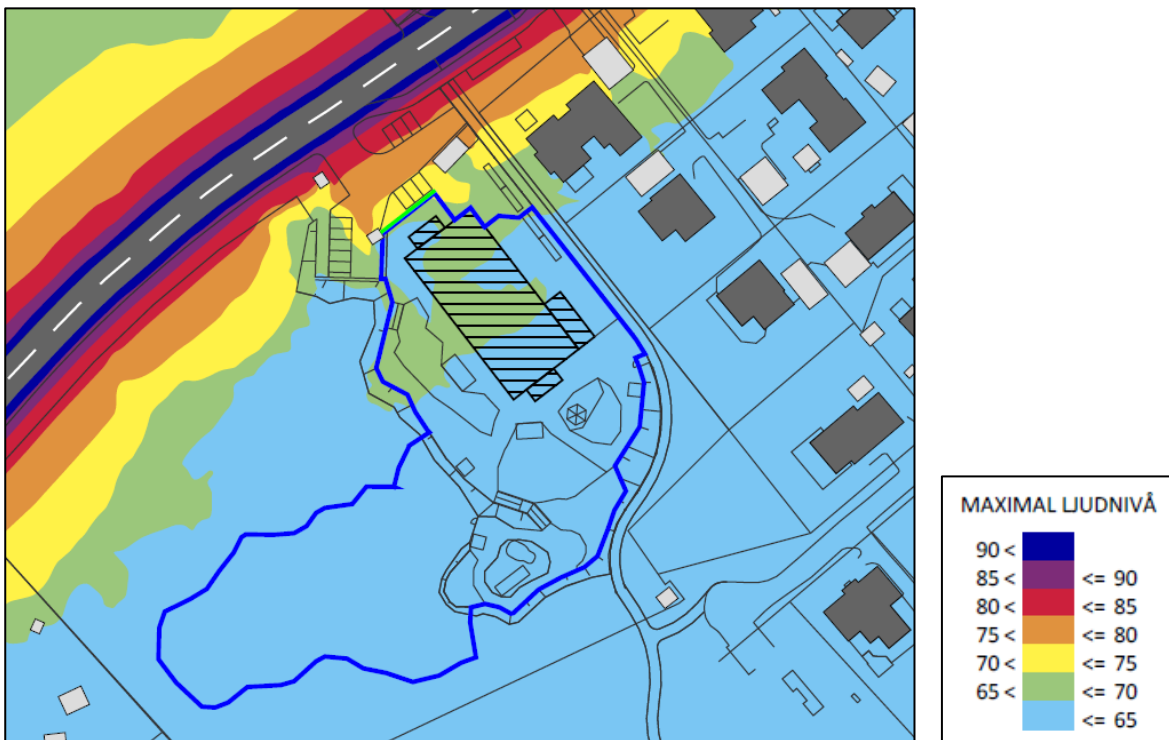 MAXIMAL LJUDNIVÅ
90 <
85 < <= 90
80 < <= 85
75 < <= 80
70 < <= 75
65 < <= 70
<= 65